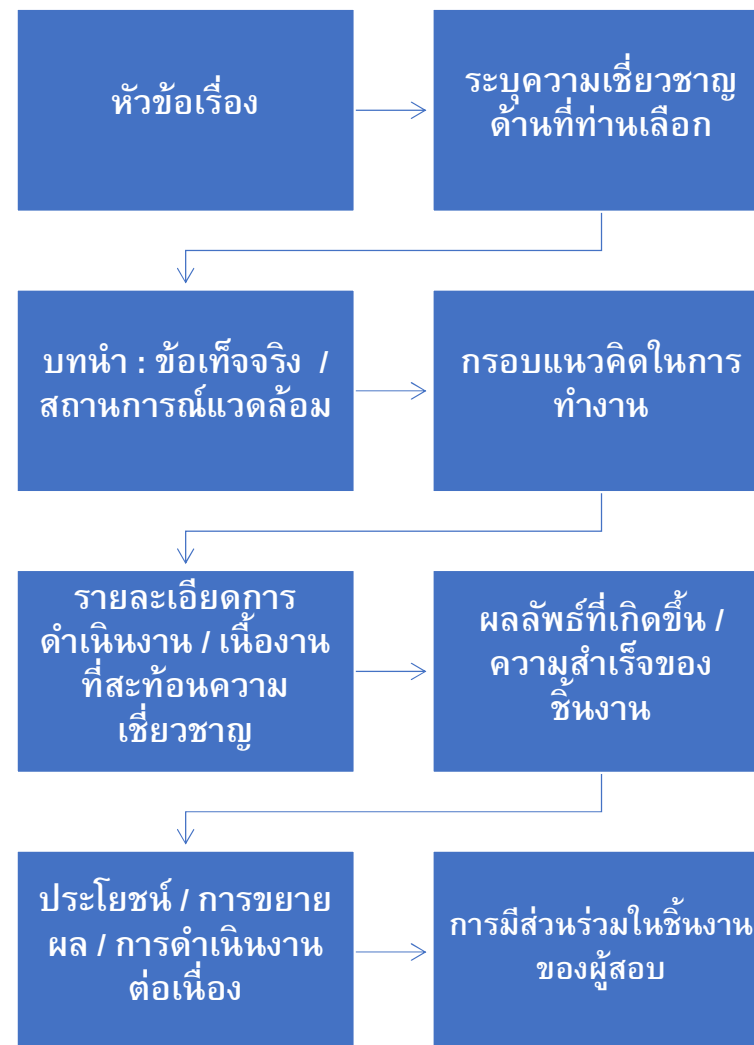 หัวข้อเรื่อง
ระบุความเชี่ยวชาญ
ด้านที่ท่านเลือก
บทนำ : ข้อเท็จจริง /
สถานการณ์แวดล้อม
กรอบแนวคิดในการ
ทำงาน
รายละเอียดการ
ดำเนินงาน / เนื้องาน
ที่สะท้อนความ
เชี่ยวชาญ
ผลลัพธ์ที่เกิดขึ้น /
ความสำเร็จของ
ชิ้นงาน
ประโยชน์ / การขยาย
ผล / การดำเนินงาน
ต่อเนื่อง
การมีส่วนร่วมในชิ้นงาน
ของผู้สอบ